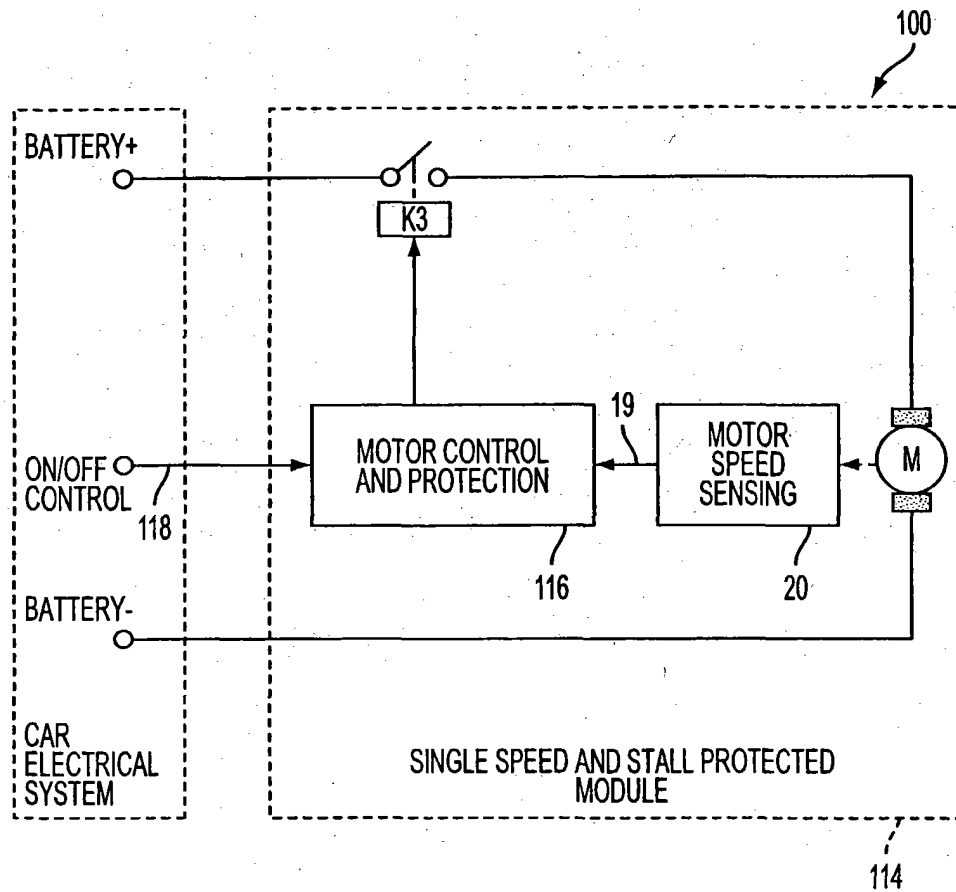 100
BATTERY+
K3
19
MOTOR CONTROL
AND PROTECTION
MOTOR
SPEED
SENSING
M
ON/OFF
CONTROL
118
116
20
BATTERY-
CAR
ELECTRICAL
SYSTEM
SINGLE SPEED AND STALL PROTECTED
MODULE
114